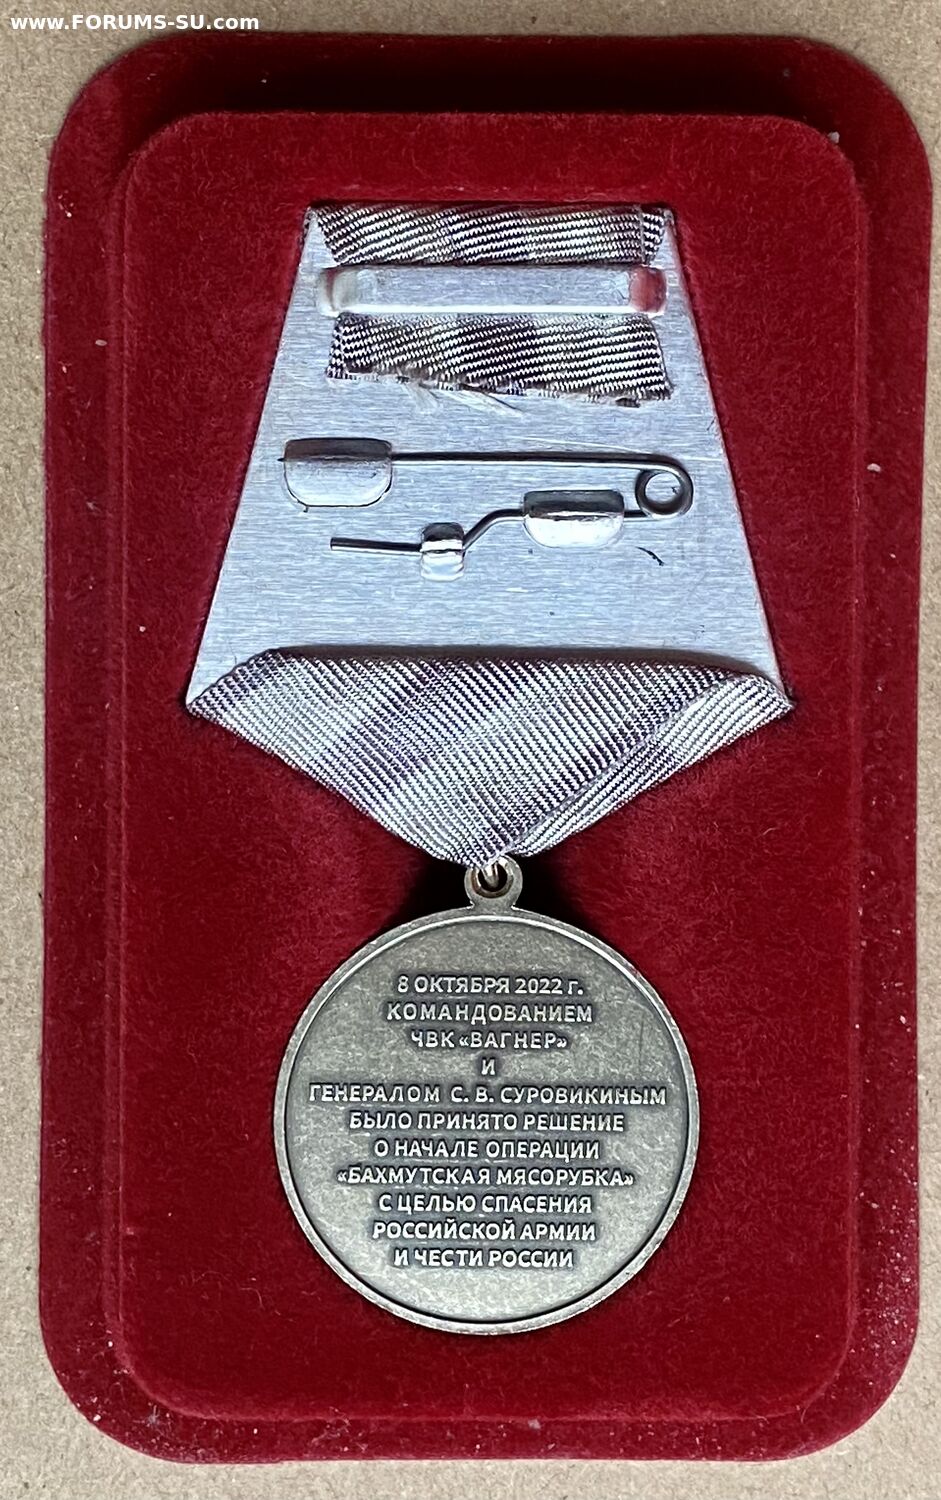 www.FORUMS-SU.com
8 ОКТЯБРЯ 2022 г.
КОМАНДОВАНИЕМ
ЧВК «ВАГНЕР»
И
ГЕНЕРАЛОМ С. В. СУРОВИКИНЫМ
БЫЛО ПРИНЯТО РЕШЕНИЕ
О НАЧАЛЕ ОПЕРАЦИИ
«БАХМУТСКАЯ МЯСОРУБКА»
С ЦЕЛЬЮ СПАСЕНИЯ
РОССИЙСКОЙ АРМИИ
И ЧЕСТИ РОССИИ